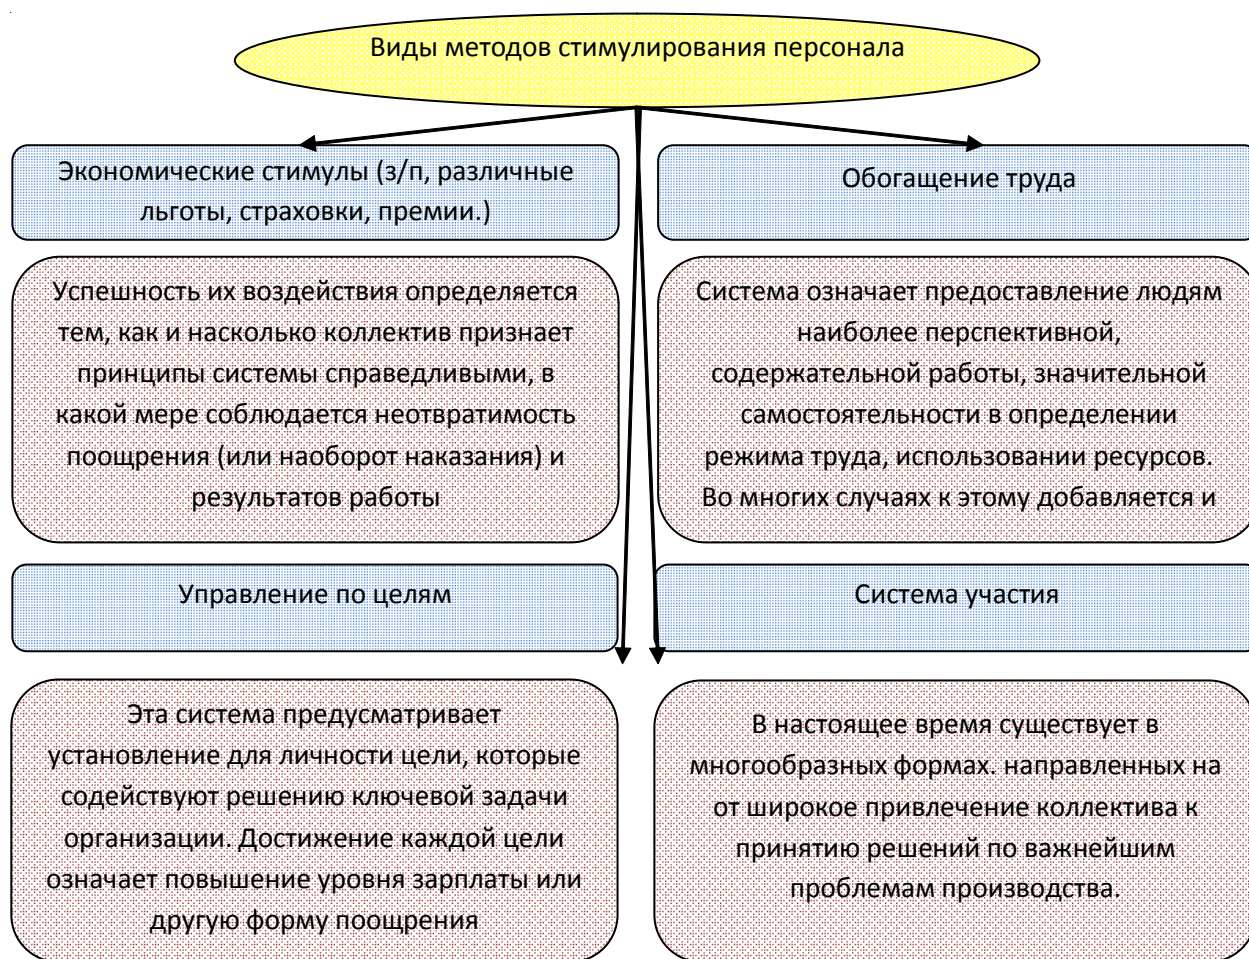 Виды методов стимулирования персонала
Экономические стимулы (з/п, различные
льготы, страховки, премии.)
Обогащение труда
Успешность их воздействия определяется
тем, как и насколько коллектив признает
принципы системы справедливыми, в
какой мере соблюдается неотвратимость
поощрения (или наоборот наказания) и
результатов работы
Система означает предоставление людям
наиболее перспективной,
содержательной работы, значительной
самостоятельности в определении
режима труда, использовании ресурсов.
Во многих случаях к этому добавляется и
Управление по целям
Система участия
Эта система предусматривает
установление для личности цели, которые
содействуют решению ключевой задачи
организации. Достижение каждой цели
означает повышение уровня зарплаты или
другую форму поощрения
В настоящее время существует в
многообразных формах. направленных на
от широкое привлечение коллектива к
принятию решений по важнейшим
проблемам производства.